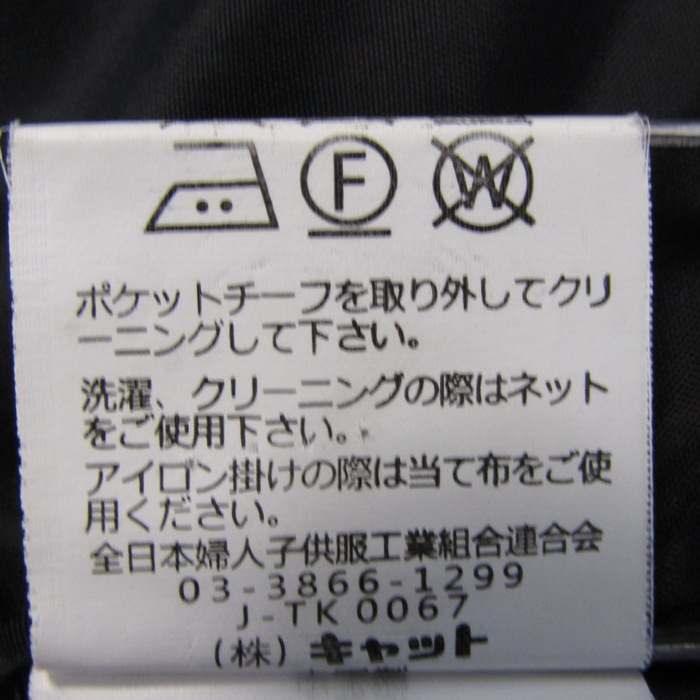 F W
ポケットチーフを取り外してクリ
ーニングして下さい。
洗濯、クリーニングの際はネット
をご使用下さい。
アイロン掛けの際は当て布をご使
用ください。
全日本婦人子供服工業組合連合会
03-3866-1299
J-TK0067
(株)キャット